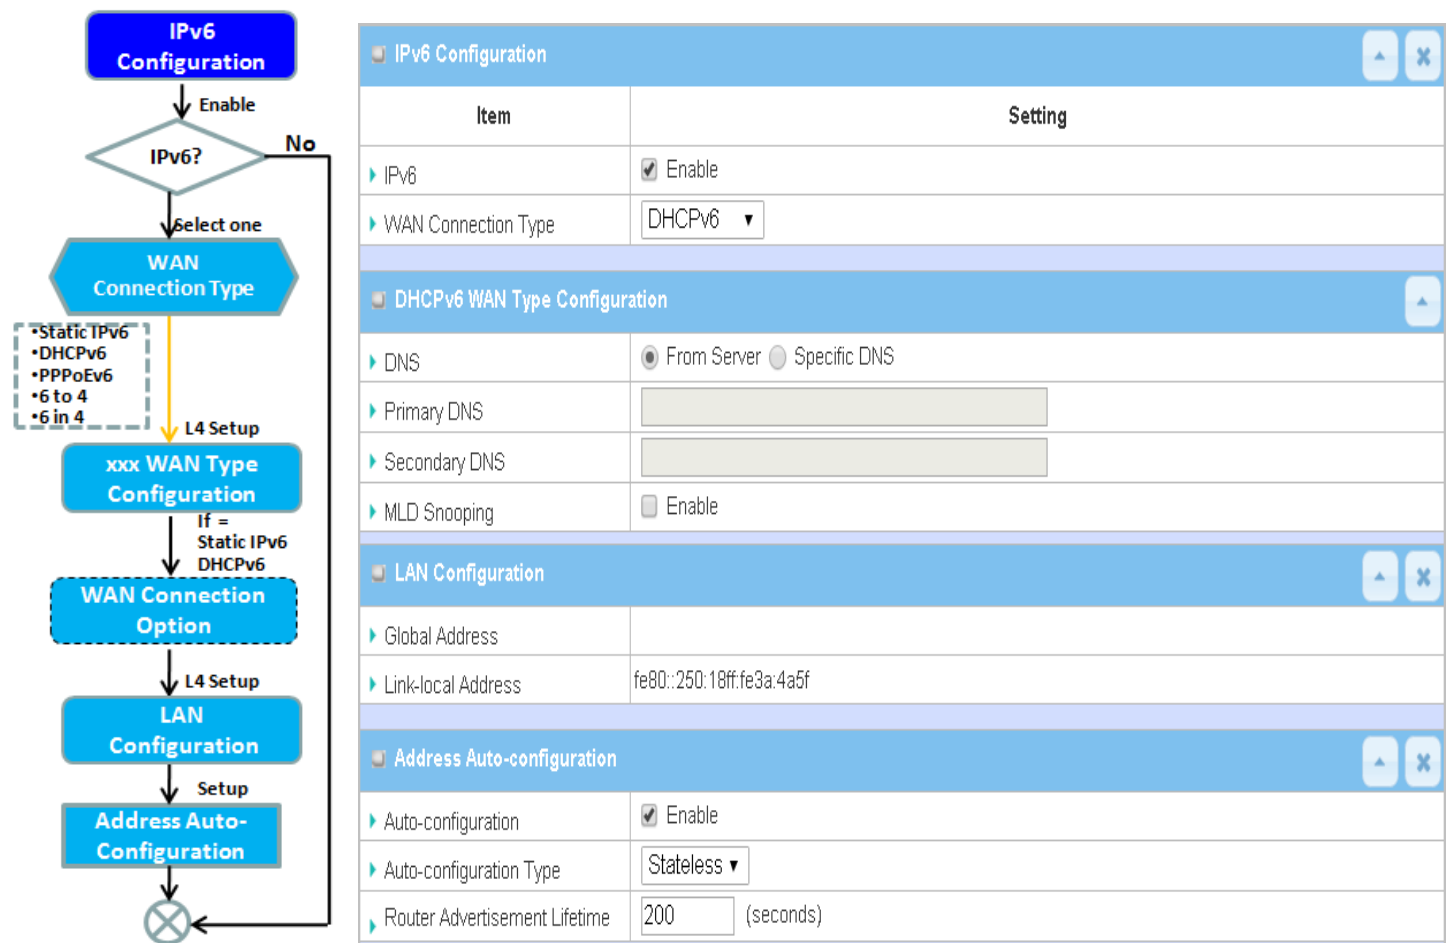 IPv6
Configuration
Enable
IPv6?
No
Select one
WAN
Connection Type
•Static IPv6
•DHCPv6
•PPPoEv6
•6 to 4
•6 in 4
L4 Setup
xxx WAN Type
Configuration
If =
Static IPv6
DHCPv6
WAN Connection
Option
L4 Setup
LAN
Configuration
Setup
Address Auto-
Configuration
IPv6 Configuration
Item Setting
IPv6 Enable
WAN Connection Type DHCPv6
DHCPv6 WAN Type Configuration
DNS From Server Specific DNS
Primary DNS
Secondary DNS
MLD Snooping Enable
LAN Configuration
Global Address
Link-local Address fe80::250:18ff:fe3a:4a5f
Address Auto-configuration
Auto-configuration Enable
Auto-configuration Type Stateless
Router Advertisement Lifetime 200 (seconds)